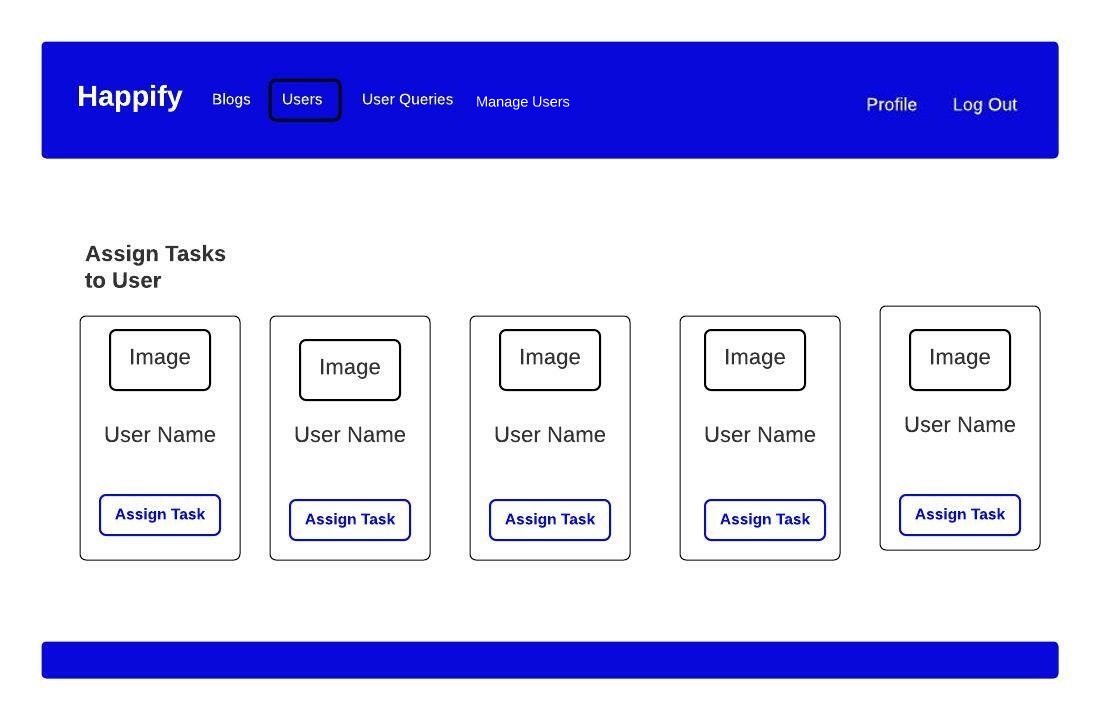 Happify
Blogs
Users
User Queries
Manage Users
Profile
Log Out
Assign Tasks
to User
Image
Image
Image
Image
Image
User Name
User Name
User Name
User Name
User Name
Assign Task
Assign Task
Assign Task
Assign Task
Assign Task